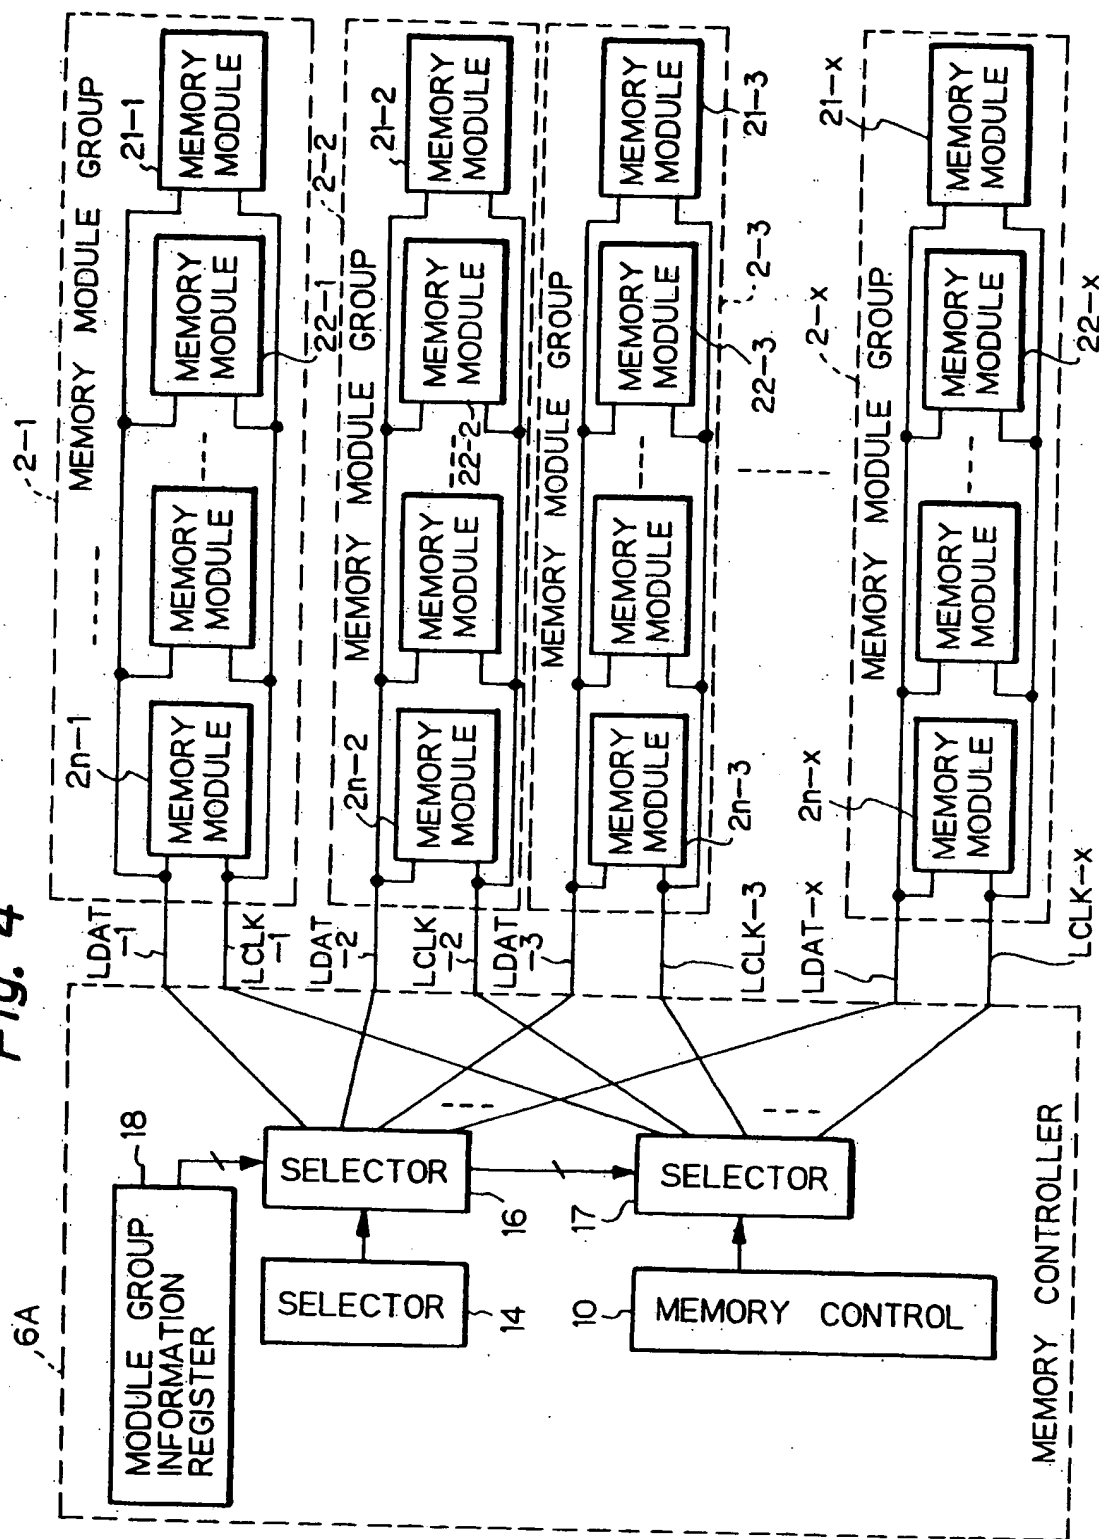 Fig. 4
6A
MODULE GROUP
INFORMATION
REGISTER
18
SELECTOR
16
SELECTOR
14
SELECTOR
17
MEMORY CONTROL
10
MEMORY CONTROLLER
LDAT
-1
LCLK
-1
LDAT
-2
LCLK
-2
LDAT
-3
LCLK-3
LDAT-x
LCLK-x
2-1
MEMORY MODULE GROUP
2n-1
MEMORY
MODULE
MEMORY
MODULE
MEMORY
MODULE
22-1
MEMORY
MODULE
21-1
2-2
MEMORY MODULE GROUP
2n-2
MEMORY
MODULE
MEMORY
MODULE
MEMORY
MODULE
22-2
MEMORY
MODULE
21-2
2-3
MEMORY MODULE GROUP
MEMORY
MODULE
2n-3
MEMORY
MODULE
MEMORY
MODULE
22-3
MEMORY
MODULE
21-3
2-x
MEMORY MODULE GROUP
2n-x
MEMORY
MODULE
MEMORY
MODULE
MEMORY
MODULE
22-x
MEMORY
MODULE
21-x